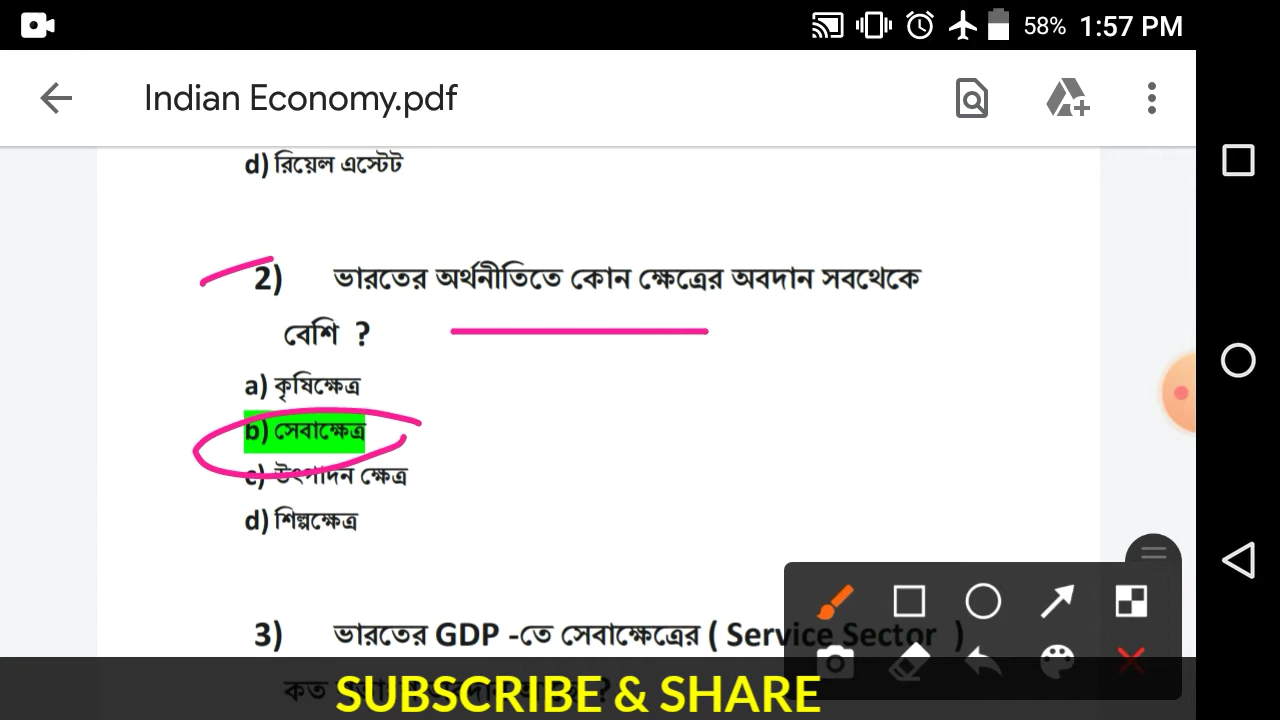 58% 1:57 PM
Indian Economy.pdf
d) রিয়েল এস্টেট
2) ভারতের অর্থনীতিতে কোন ক্ষেত্রের অবদান সবথেকে
বেশি ?
a) কৃষিক্ষেত্র
b) সেবাক্ষেত্র
c) উৎপাদন ক্ষেত্র
d) শিল্পক্ষেত্র
3) ভারতের GDP -তে সেবাক্ষেত্রের ( Service Sector )
কত ?
SUBSCRIBE & SHARE